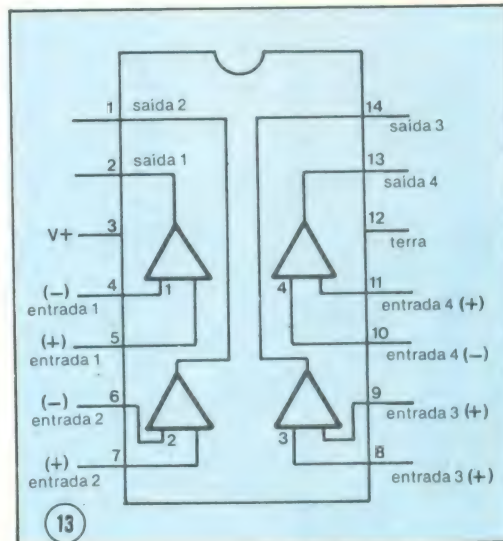 1 saída 2
14
saída 3
2 saída 1
13
saída 4
V+ 3
12
terra
(-) 4
entrada 1
1
4
11
entrada 4 (+)
(+) 5
entrada 1
10
entrada 4 (-)
(-) 6
entrada 2
2
3
9
entrada 3 (+)
(+) 7
entrada 2
8
entrada 3 (+)
13